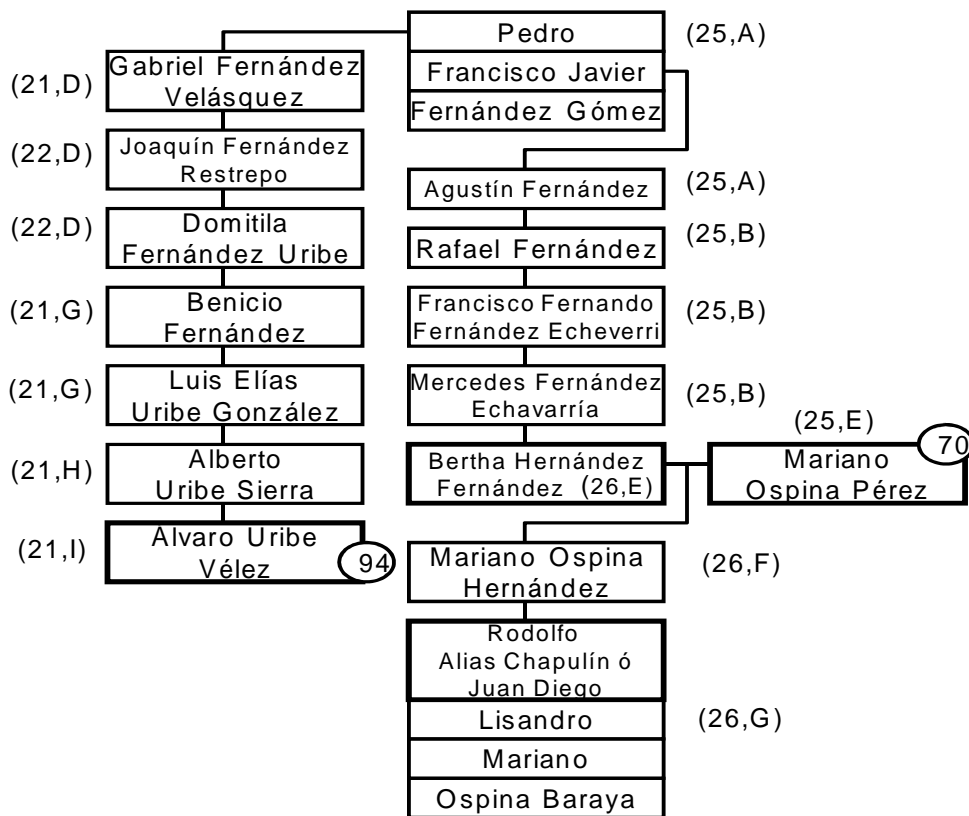 Pedro
(25,A)
Francisco Javier
Fernández Gómez
(21,D)
Gabriel Fernández
Velásquez
(22,D)
Joaquín Fernández
Restrepo
(22,D)
Domitila
Fernández Uribe
(21,G)
Benicio
Fernández
(21,G)
Luis Elías
Uribe González
(21,H)
Alberto
Uribe Sierra
(21,I)
Alvaro Uribe
Vélez
94
Agustín Fernández
(25,A)
Rafael Fernández
(25,B)
Francisco Fernando
Fernández Echeverri
(25,B)
Mercedes Fernández
Echavarría
(25,B)
Bertha Hernández
Fernández (26,E)
(25,E)
70
Mariano
Ospina Pérez
Mariano Ospina
Hernández
(26,F)
Rodolfo
Alias Chapulín ó
Juan Diego
Lisandro
(26,G)
Mariano
Ospina Baraya